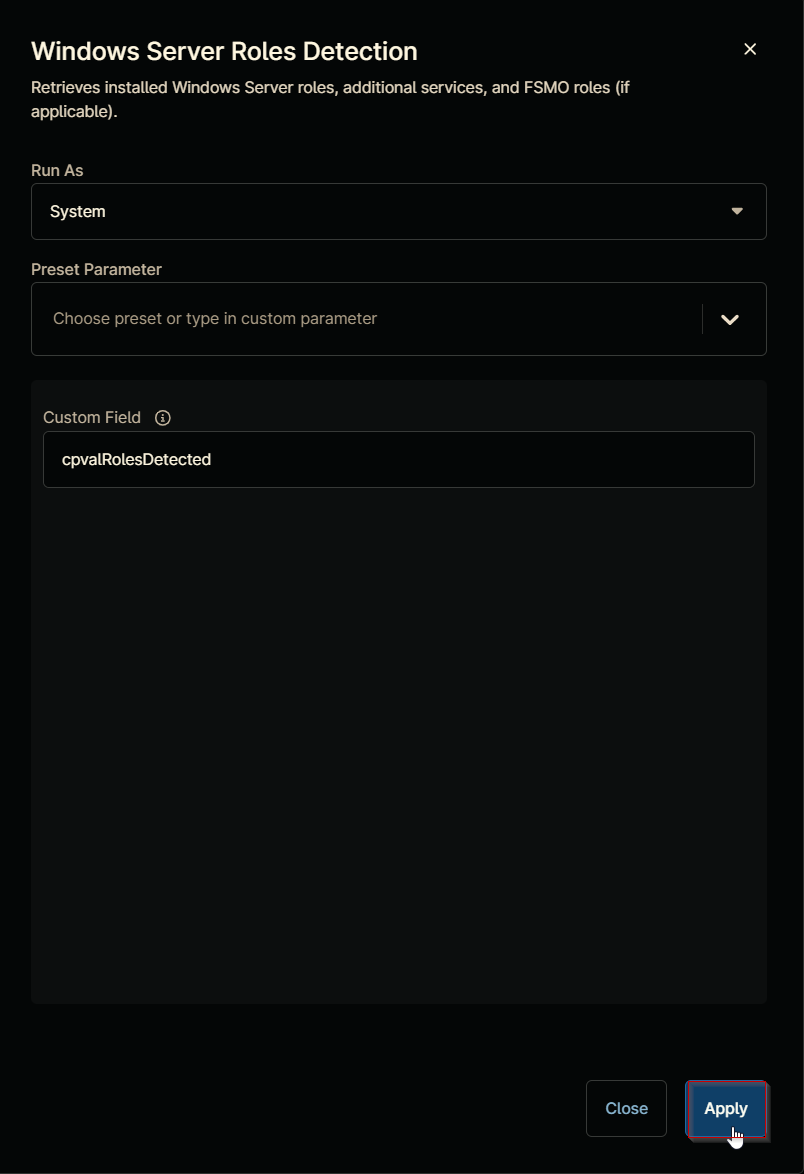 Windows Server Roles Detection
Retrieves installed Windows Server roles, additional services, and FSMO roles (if
applicable).
Run As
System
Preset Parameter
Choose preset or type in custom parameter
Custom Field
cpvalRolesDetected
Close
Apply